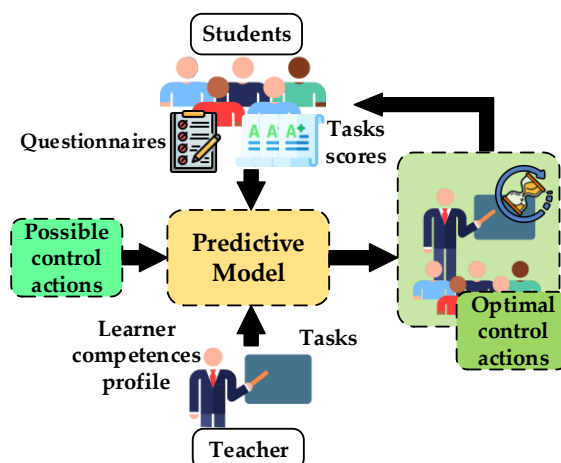 Students
Questionnaires
A A A+
Tasks
scores
Possible
control
actions
Predictive
Model
Optimal
control
actions
Learner
competences
profile
Tasks
Teacher